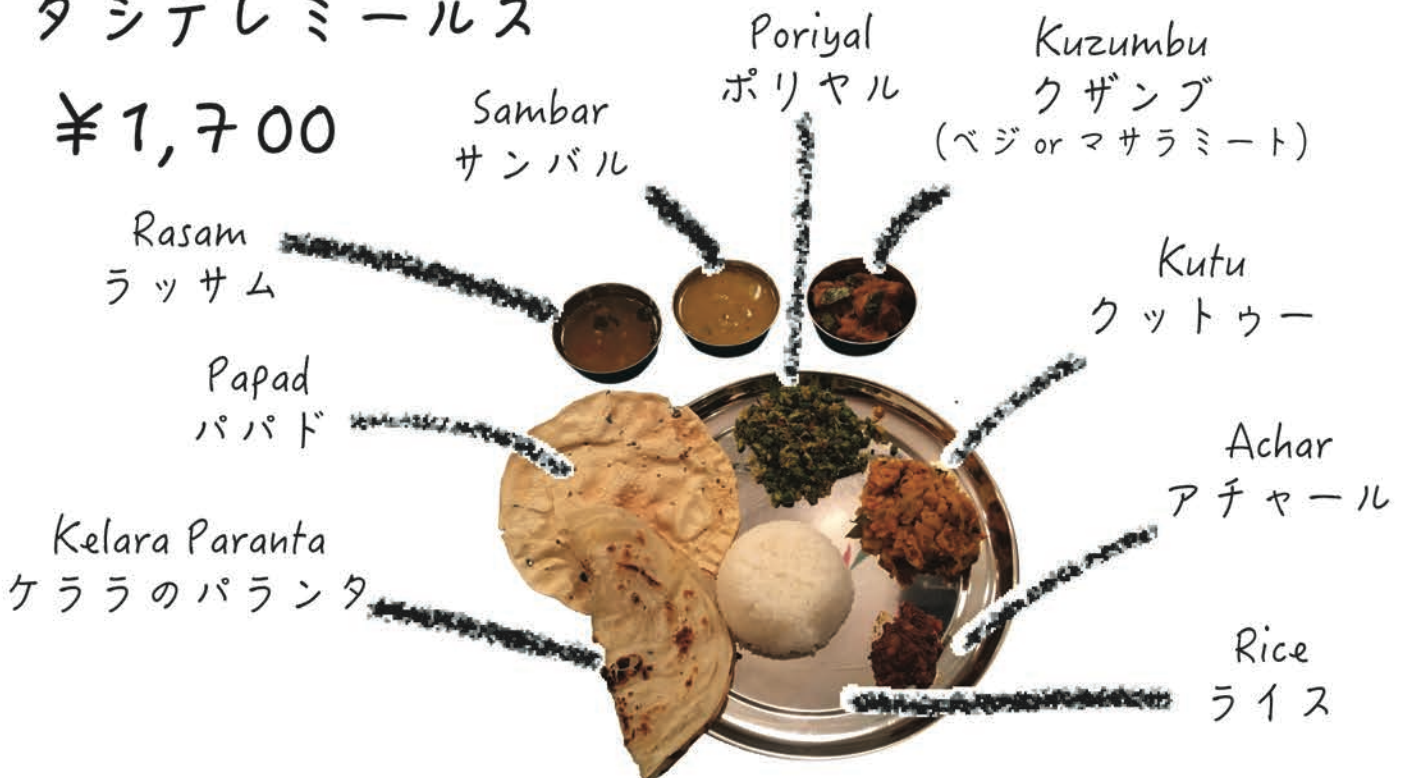 タシテレミールス
¥1,700
Sambar
サンバル
Poriyal
ポリヤル
Kuzumbu
クザンブ
(ベジ or マサラミート)
Rasam
ラッサム
Kutu
クットゥー
Papad
パパド
Achar
アチャール
Kelara Paranta
ケララのパランタ
Rice
ライス